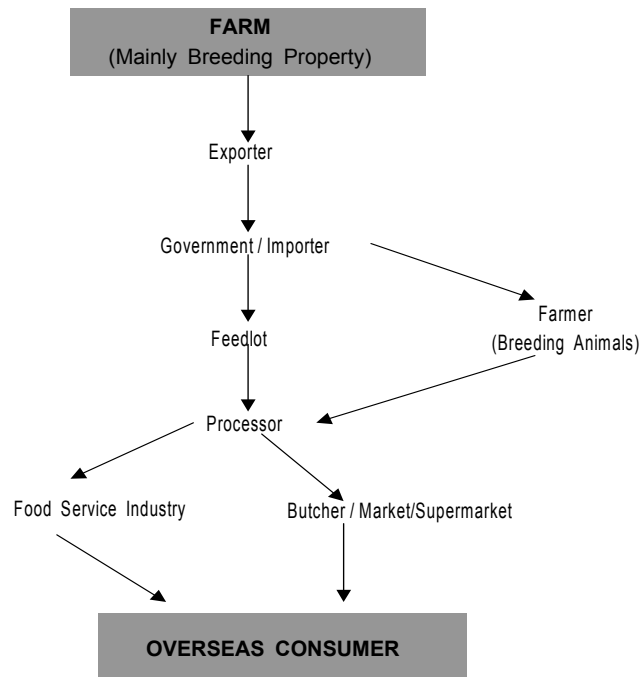 FARM
(Mainly Breeding Property)
Exporter
Government / Importer
Feedlot
Farmer
(Breeding Animals)
Processor
Food Service Industry
Butcher / Market/Supermarket
OVERSEAS CONSUMER